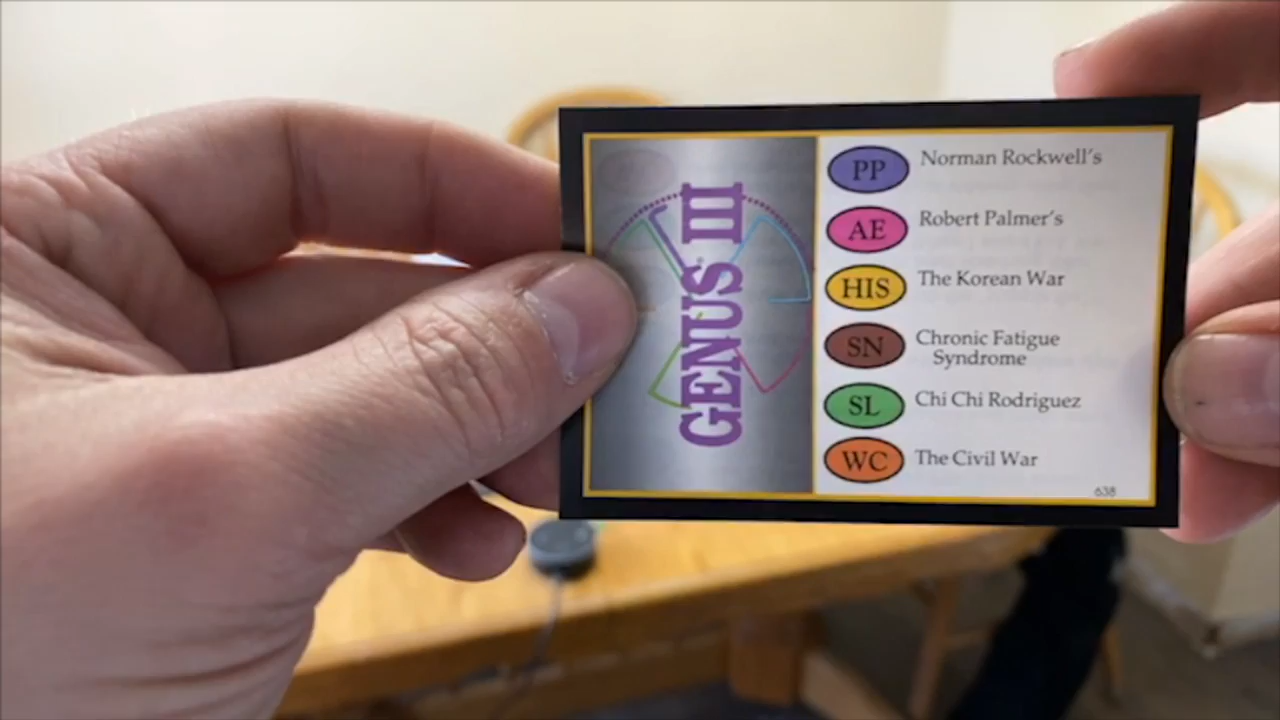 GENUS III
PP Norman Rockwell's
AE Robert Palmer's
HIS The Korean War
SN Chronic Fatigue
Syndrome
SL Chi Chi Rodriguez
WC The Civil War
638